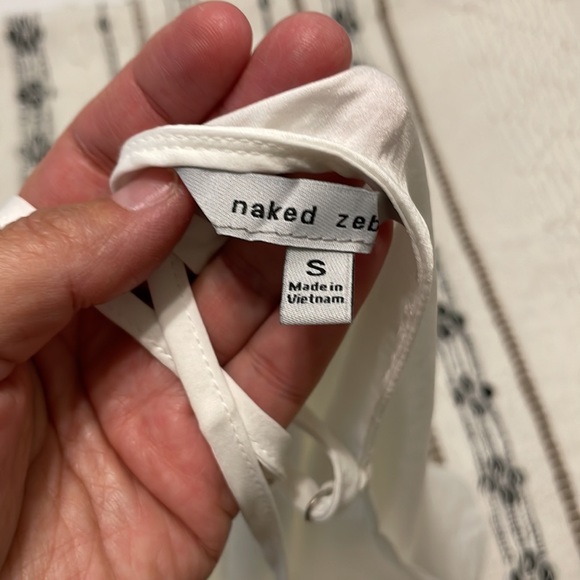 naked zeb
S
Made in
Vietnam